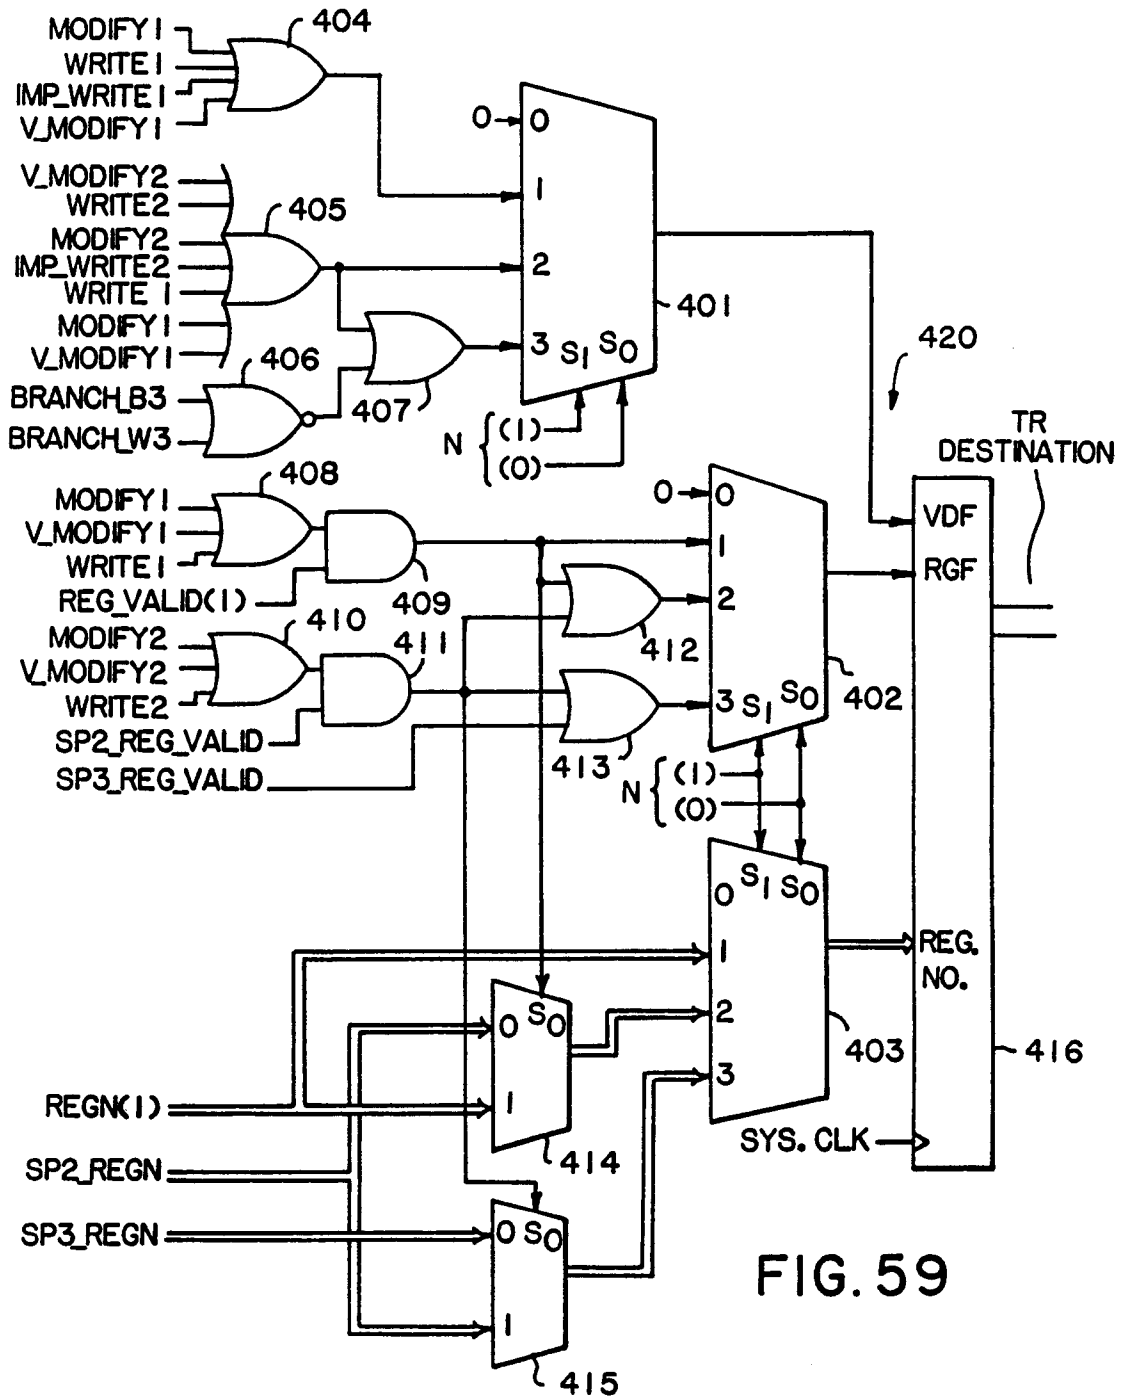 MODIFY1
WRITE1
IMP_WRITE1
V_MODIFY1
404
V_MODIFY2
WRITE2
MODIFY2
IMP_WRITE2
WRITE 1
MODIFY1
V_MODIFY1
405
BRANCH_B3
BRANCH_W3
406
407
0
0
1
2
3
S1
S0
401
N
(1)
(0)
420
TR
DESTINATION
MODIFY1
V_MODIFY1
WRITE1
REG_VALID(1)
408
409
MODIFY2
V_MODIFY2
WRITE2
SP2_REG_VALID
SP3_REG_VALID
410
411
412
413
0
0
1
2
3
S1
S0
402
N
(1)
(0)
VDF
RGF
REG.
NO.
S1
S0
0
1
2
3
403
416
SYS. CLK
REGN(1)
SP2_REGN
SP3_REGN
0
S0
1
414
0
S0
1
415
FIG. 59